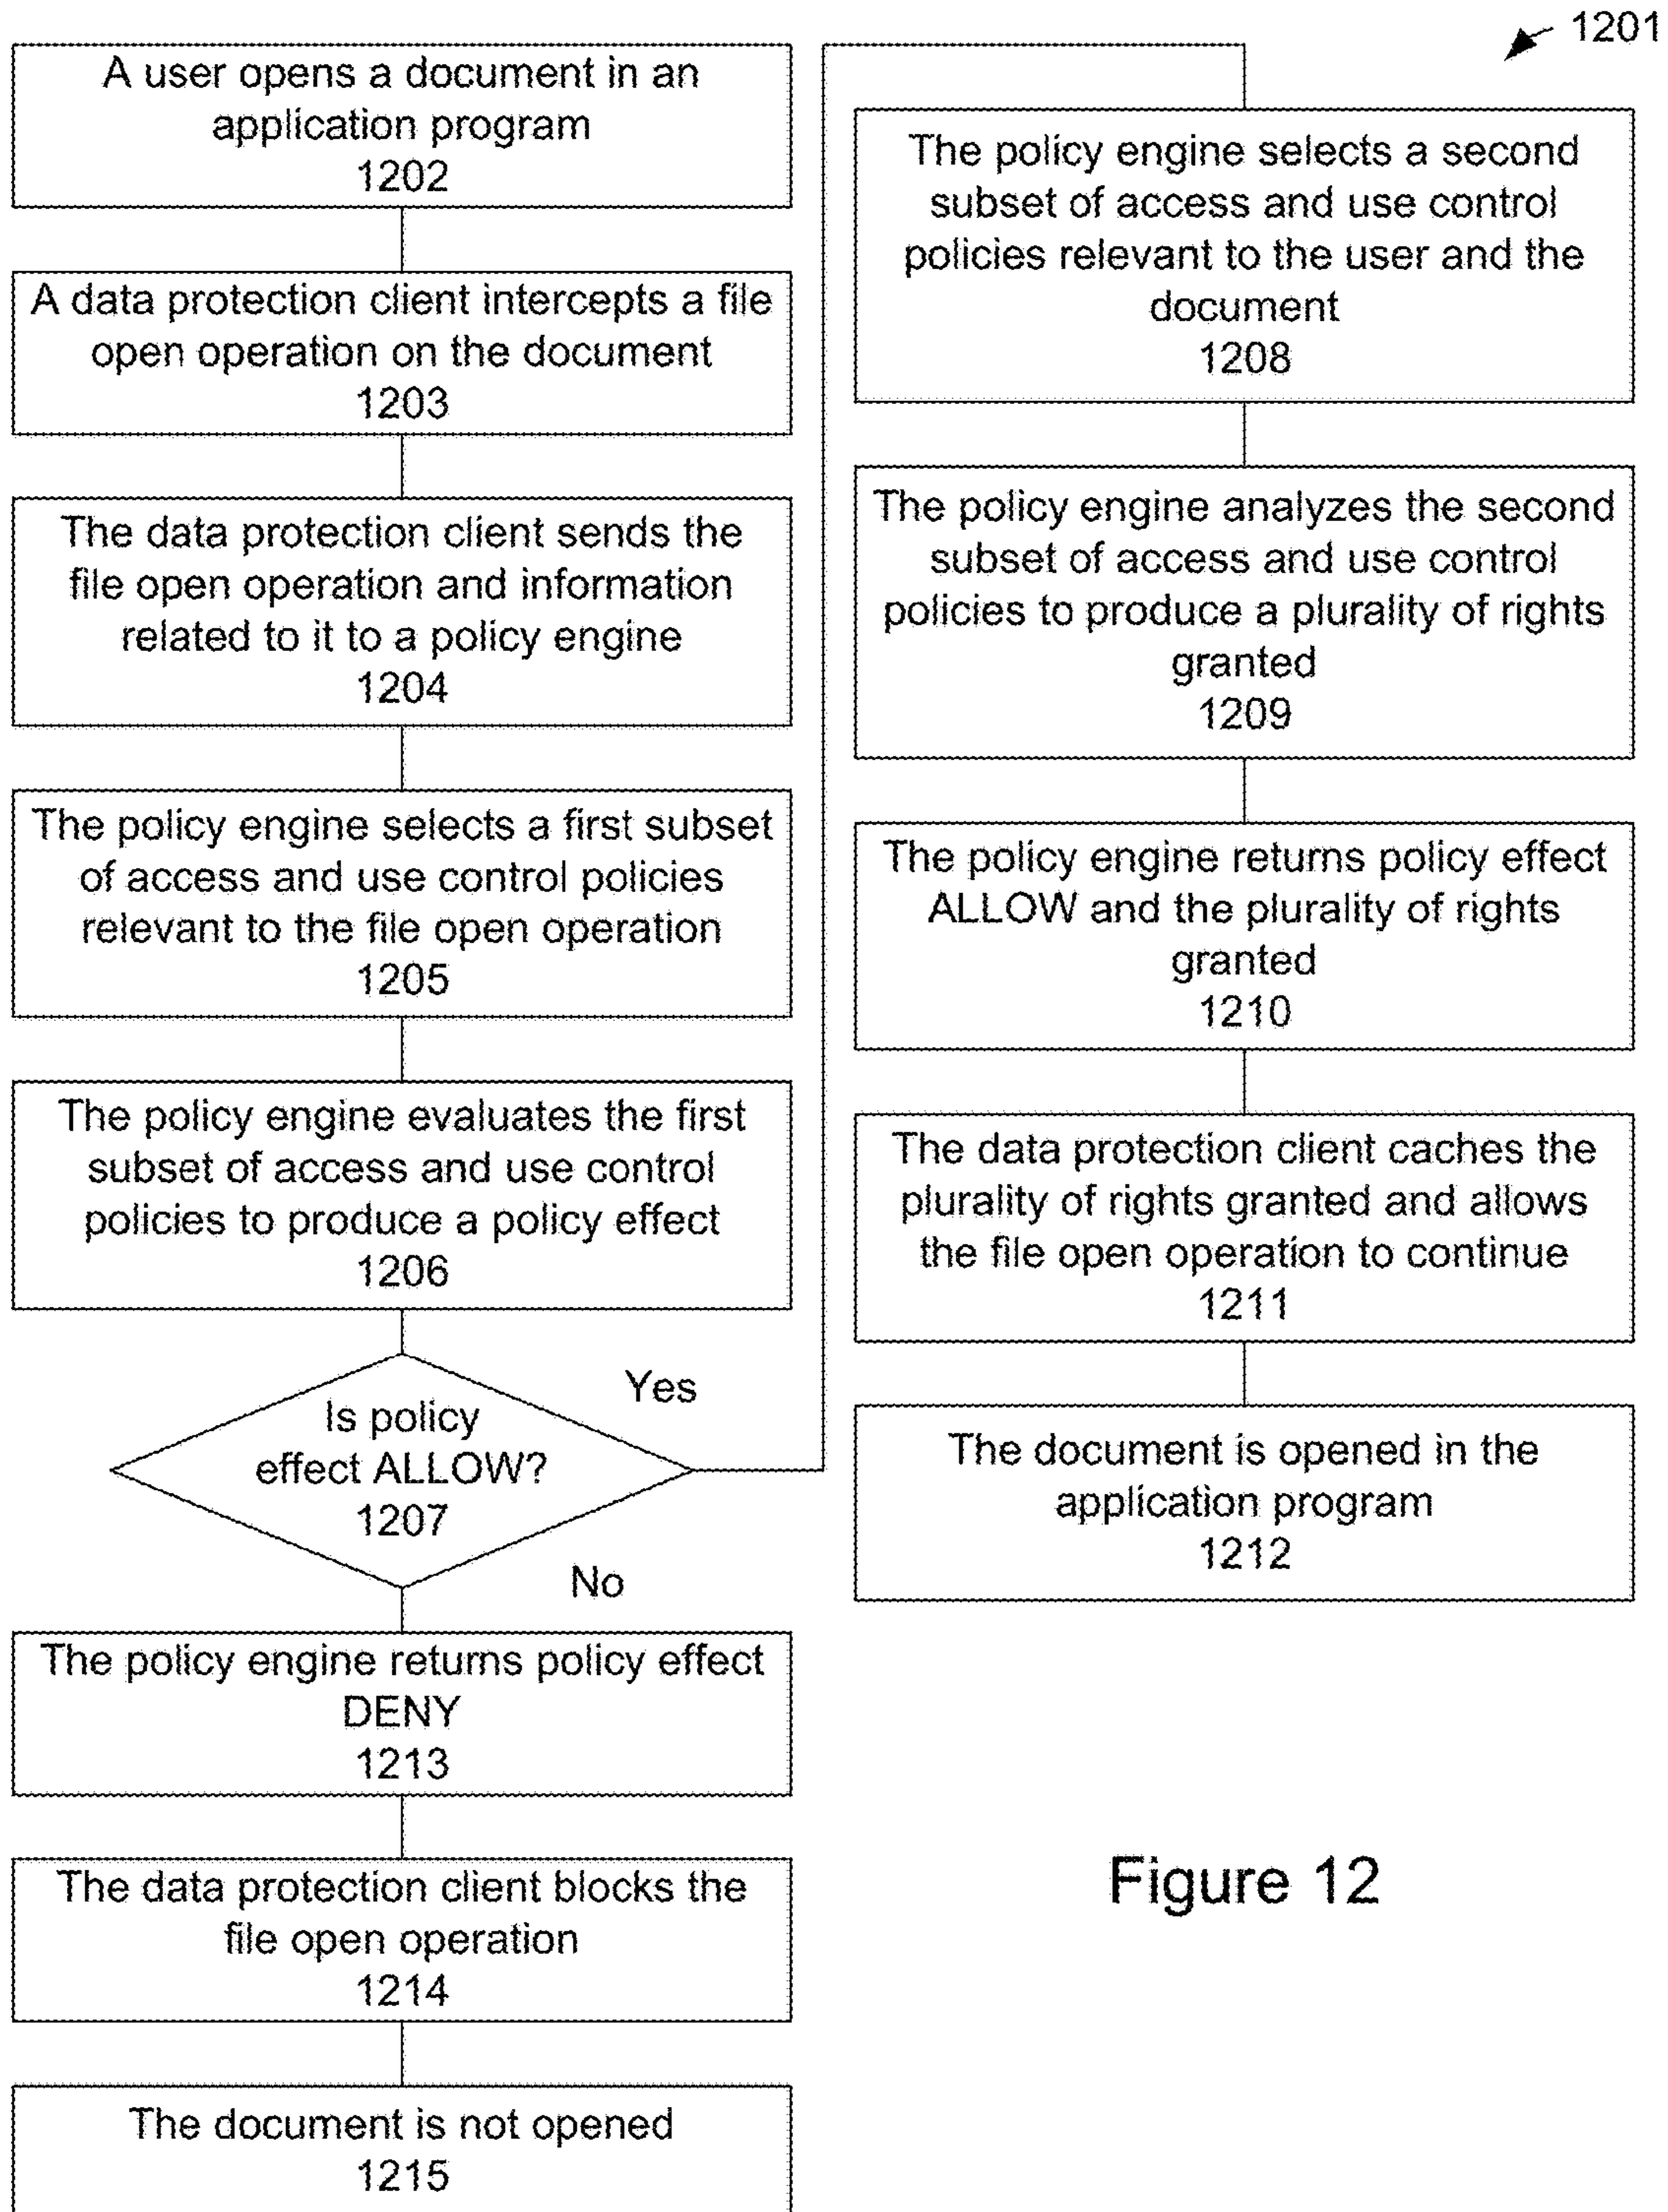 1201
A user opens a document in an
application program
1202
A data protection client intercepts a file
open operation on the document
1203
The data protection client sends the
file open operation and information
related to it to a policy engine
1204
The policy engine selects a first subset
of access and use control policies
relevant to the file open operation
1205
The policy engine evaluates the first
subset of access and use control
policies to produce a policy effect
1206
Is policy
effect ALLOW?
1207
Yes
No
The policy engine returns policy effect
DENY
1213
The data protection client blocks the
file open operation
1214
The document is not opened
1215
The policy engine selects a second
subset of access and use control
policies relevant to the user and the
document
1208
The policy engine analyzes the second
subset of access and use control
policies to produce a plurality of rights
granted
1209
The policy engine returns policy effect
ALLOW and the plurality of rights
granted
1210
The data protection client caches the
plurality of rights granted and allows
the file open operation to continue
1211
The document is opened in the
application program
1212
Figure 12